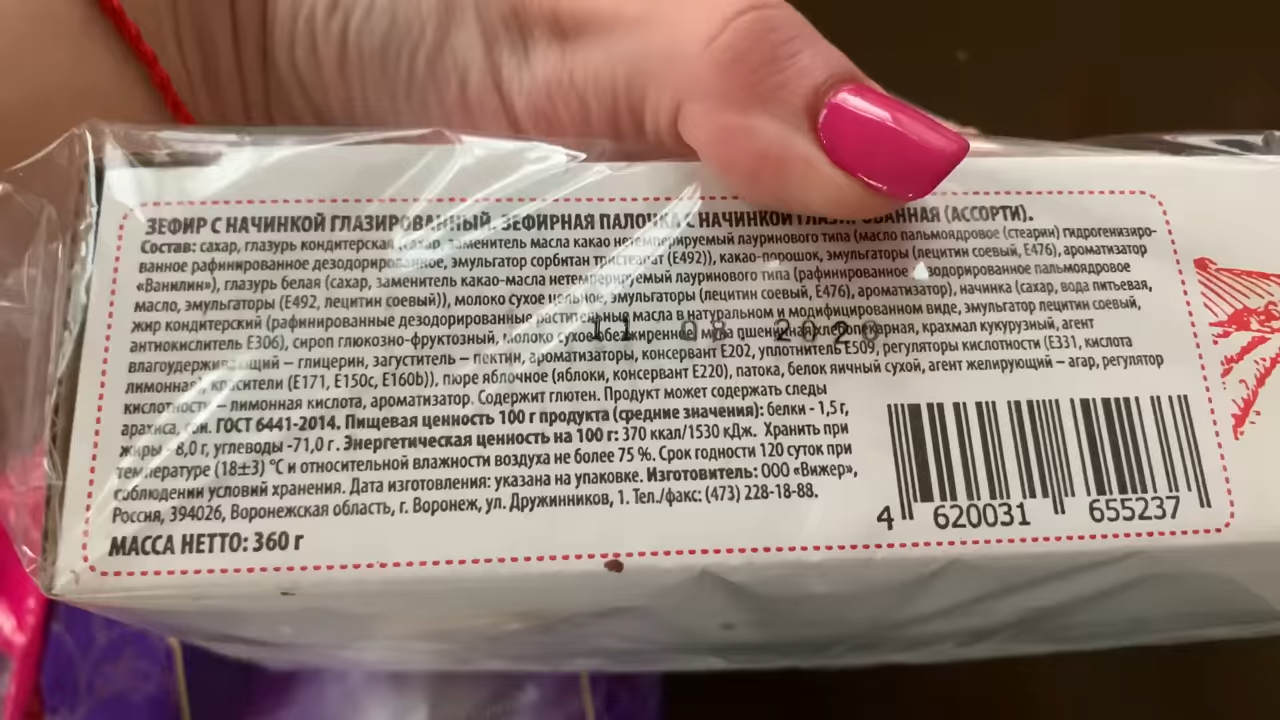 ЗЕФИР С НАЧИНКОЙ ГЛАЗИРОВАННЫЙ. ЗЕФИРНАЯ ПАЛОЧКА С НАЧИНКОЙ ГЛАЗИРОВАННАЯ (АССОРТИ).
Состав: сахар, глазурь кондитерская (сахар, заменитель масла какао нетемперируемый лауринового типа (масло пальмоядровое (стеарин) гидрогенизиро-
ванное рафинированное дезодорированное, эмульгатор сорбитан тристеарат (Е492)), какао-порошок, эмульгаторы (лецитин соевый, Е476), ароматизатор
«Ванилин»), глазурь белая (сахар, заменитель какао-масла нетемперируемый лауринового типа (рафинированное дезодорированное пальмоядровое
масло, эмульгаторы (Е492, лецитин соевый)), молоко сухое цельное, эмульгаторы (лецитин соевый, Е476), ароматизатор), начинка (сахар, вода питьевая,
жир кондитерский (рафинированные дезодорированные растительные масла в натуральном и модифицированном виде, эмульгатор лецитин соевый,
антиокислитель Е306), сироп глюкозно-фруктозный, молоко сухое обезжиренное, мука пшеничная хлебопекарная, крахмал кукурузный, агент
влагоудерживающий – глицерин, загуститель – пектин, ароматизаторы, консервант Е202, уплотнитель Е509, регуляторы кислотности (Е331, кислота
лимонная), красители (Е171, Е150с, Е160b)), пюре яблочное (яблоки, консервант Е220), патока, белок яичный сухой, агент желирующий – агар, регулятор
кислотности – лимонная кислота, ароматизатор. Содержит глютен. Продукт может содержать следы
арахиса, сои. ГОСТ 6441-2014. Пищевая ценность 100 г продукта (средние значения): белки - 1,5 г,
жиры - 8,0 г, углеводы -71,0 г. Энергетическая ценность на 100 г: 370 ккал/1530 кДж. Хранить при
температуре (18±3) °С и относительной влажности воздуха не более 75 %. Срок годности 120 суток при
соблюдении условий хранения. Дата изготовления: указана на упаковке. Изготовитель: ООО «Вижер»,
Россия, 394026, Воронежская область, г. Воронеж, ул. Дружинников, 1. Тел./факс: (473) 228-18-88.
МАССА НЕТТО: 360 г
11 08. 2020
4 620031 655237